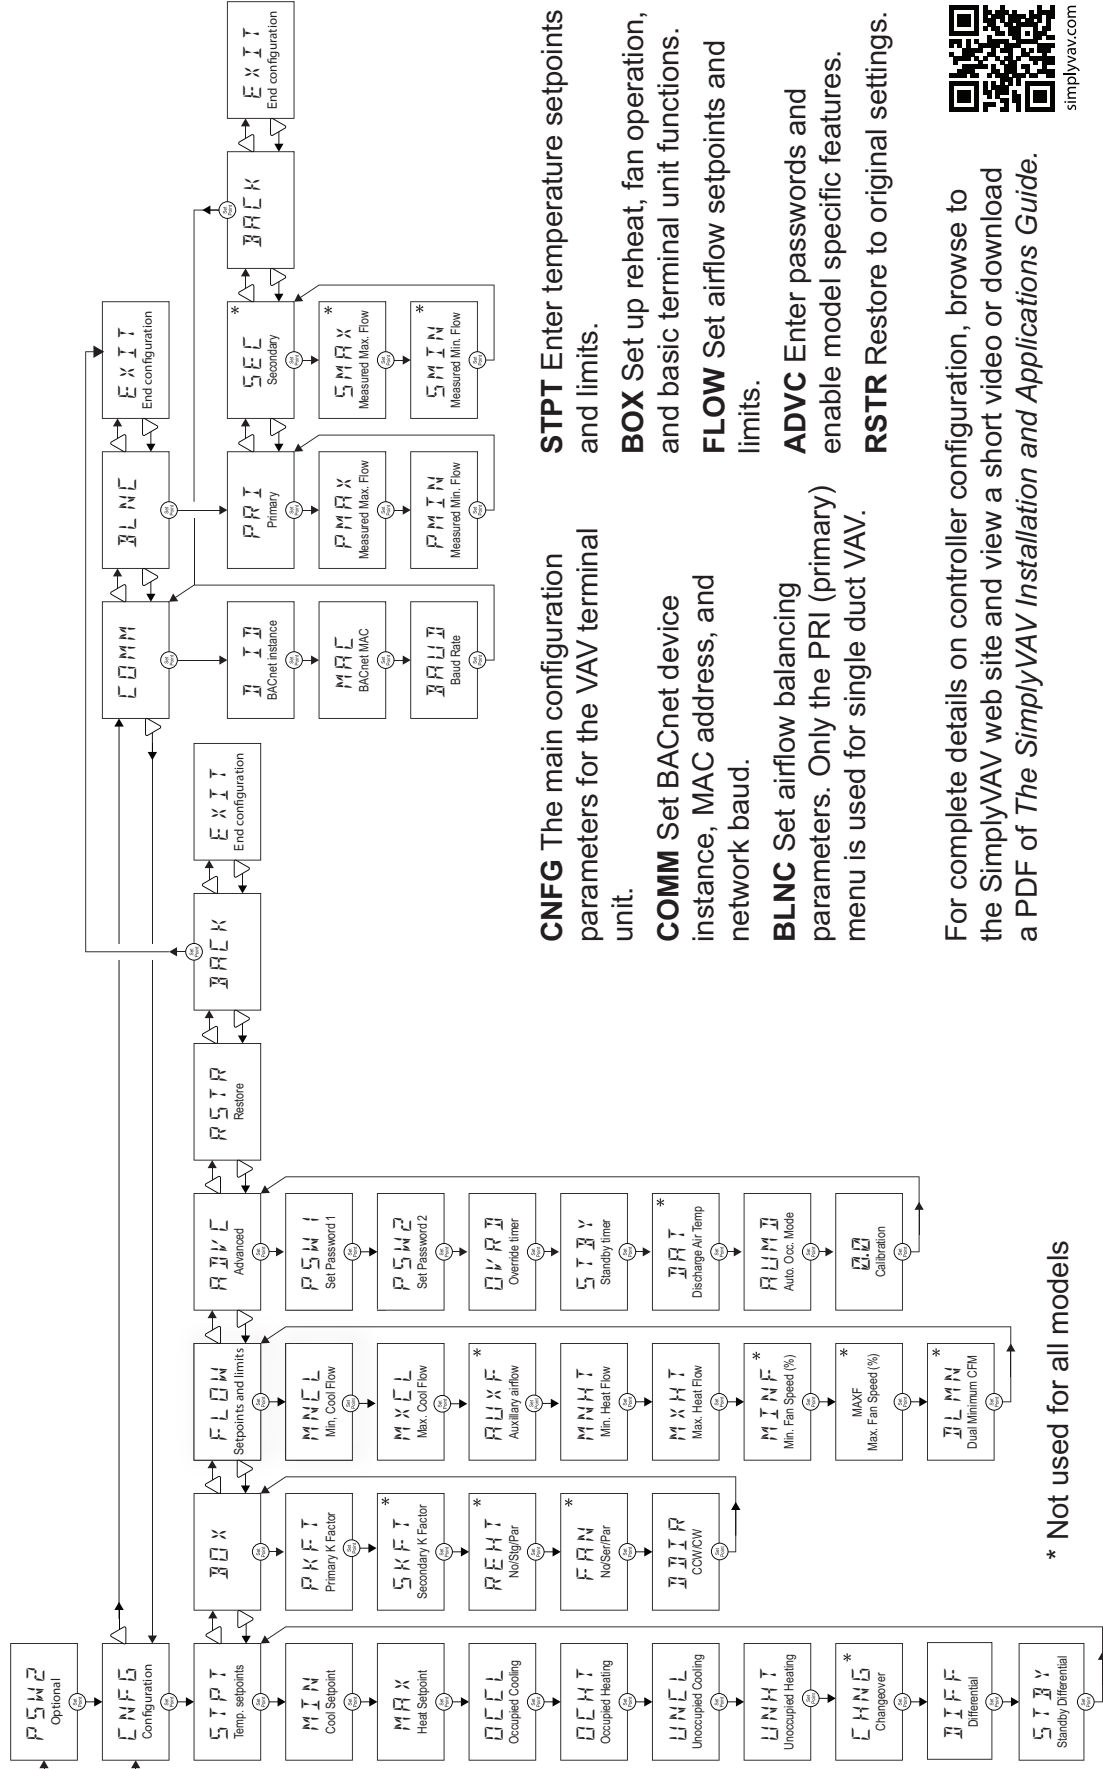 PSW2
Optional
CNFG
Configuration
COMM
BLNC
EXIT
End configuration
D ID
BACnet instance
MAC
BACnet MAC
BAUD
Baud Rate
PRI
Primary
PMAX
Measured Max. Flow
PMIN
Measured Min. Flow
SEC
Secondary
*
SMAX
Measured Max. Flow
*
SMIN
Measured Min. Flow
*
BACK
EXIT
End configuration
STPT
Temp. setpoints
MIN
Cool Setpoint
MAX
Heat Setpoint
OCCL
Occupied Cooling
OCHT
Occupied Heating
UNCL
Unoccupied Cooling
UNHT
Unoccupied Heating
CHNG
Changeover
*
DIFF
Differential
STBY
Standby Differential
BOX
PKFT
Primary K Factor
SKFT
Secondary K Factor
*
REHT
No/Stg/Par
*
FAN
No/Ser/Par
*
DDIR
CCW/CW
FLOW
Setpoints and limits
MNCL
Min, Cool Flow
MXCL
Max. Cool Flow
AUXF
Auxillary airflow
*
MNHT
Min. Heat Flow
MXHT
Max. Heat Flow
MINF
Min. Fan Speed (%)
*
MAXF
Max. Fan Speed (%)
*
DLMN
Dual Minimum CFM
*
ADVC
Advanced
PSW1
Set Password 1
PSW2
Set Password 2
OVRD
Override timer
STBY
Standby timer
DAT
Discharge Air Temp
*
AUMD
Auto. Occ. Mode
0.0
Calibration
RSTR
Restore
BACK
EXIT
End configuration
Set Point
* Not used for all models
CNFG The main configuration
parameters for the VAV terminal
unit.
COMM Set BACnet device
instance, MAC address, and
network baud.
BLNC Set airflow balancing
parameters. Only the PRI (primary)
menu is used for single duct VAV.
STPT Enter temperature setpoints
and limits.
BOX Set up reheat, fan operation,
and basic terminal unit functions.
FLOW Set airflow setpoints and
limits.
ADVC Enter passwords and
enable model specific features.
RSTR Restore to original settings.
For complete details on controller configuration, browse to
the SimplyVAV web site and view a short video or download
a PDF of The SimplyVAV Installation and Applications Guide.
simplyvav.com